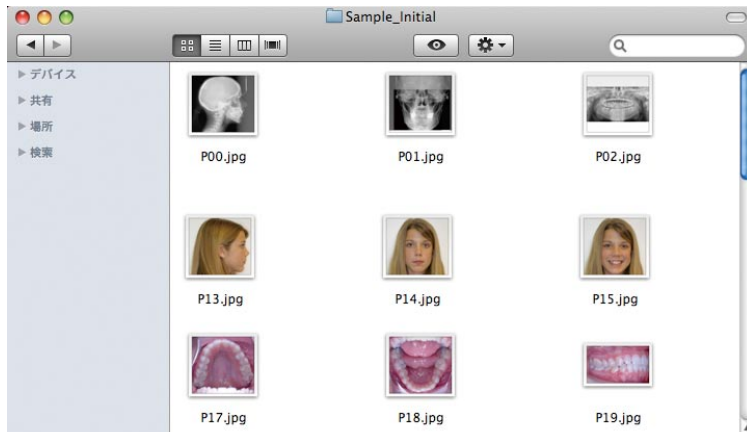 Sample_Initial
デバイス
共有
場所
検索
P00.jpg
P01.jpg
P02.jpg
P13.jpg
P14.jpg
P15.jpg
P17.jpg
P18.jpg
P19.jpg